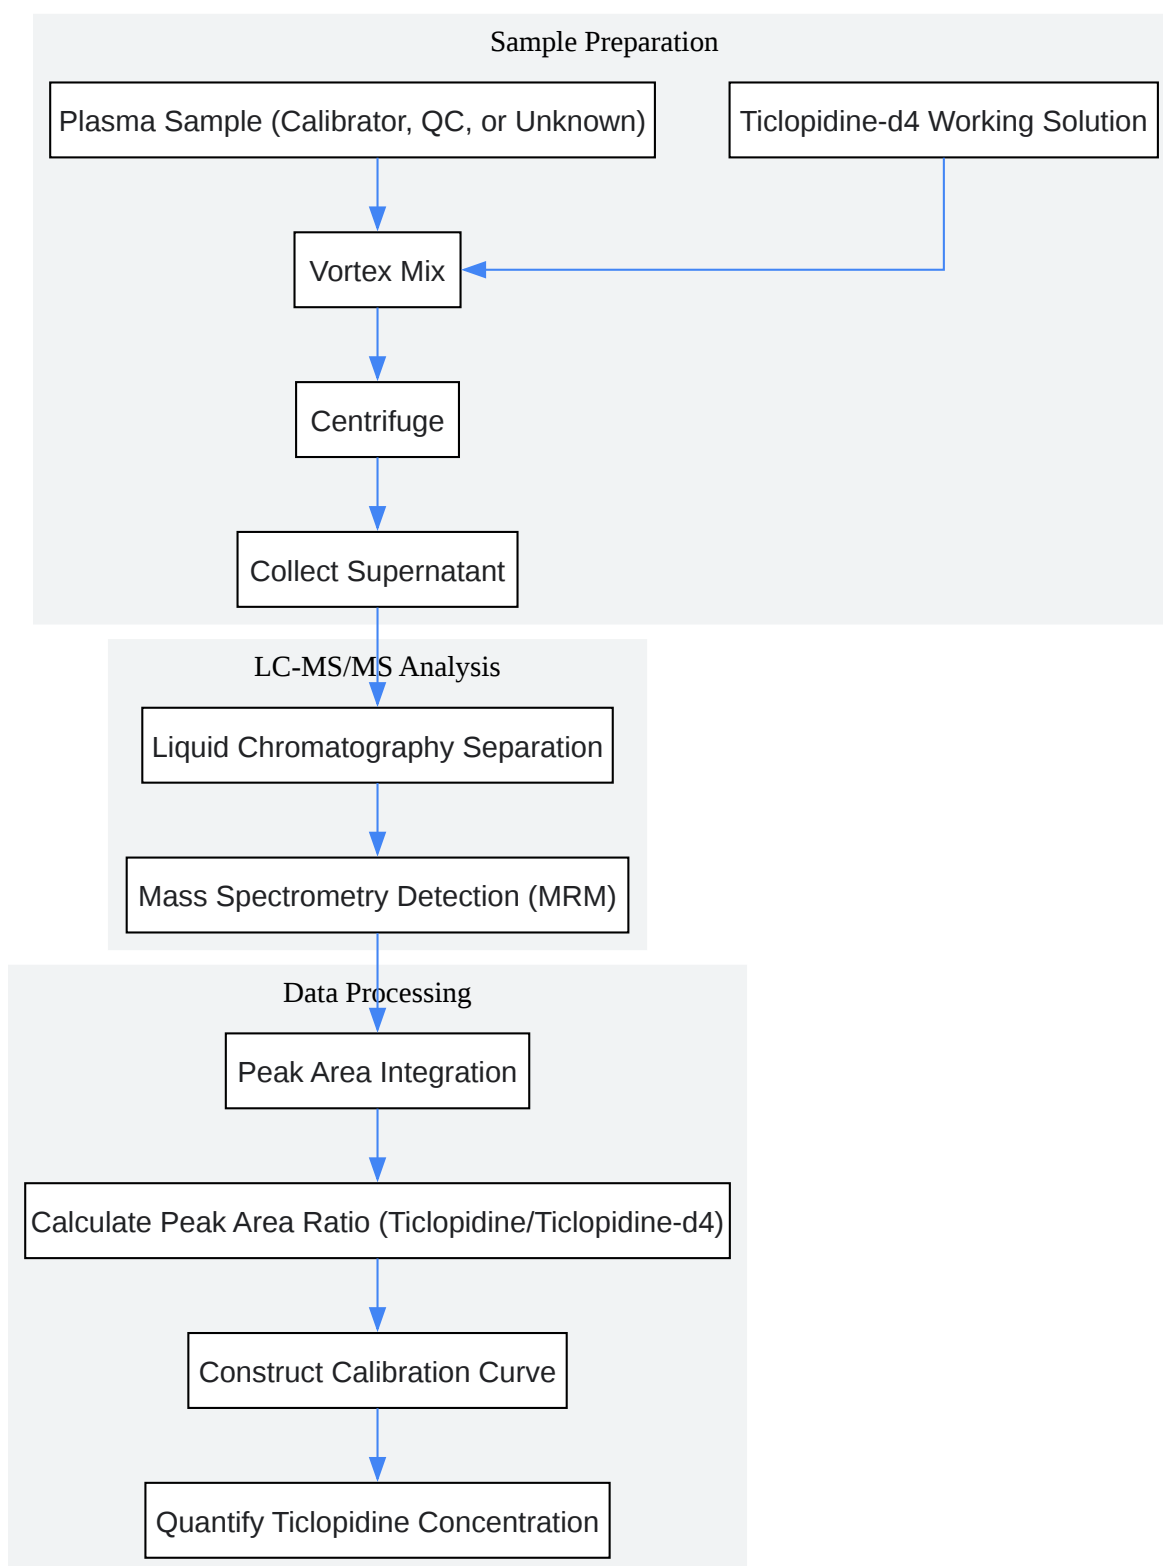 Sample Preparation
Plasma Sample (Calibrator, QC, or Unknown)
Ticlopidine-d4 Working Solution
Vortex Mix
Centrifuge
Collect Supernatant
LC-MS/MS Analysis
Liquid Chromatography Separation
Mass Spectrometry Detection (MRM)
Data Processing
Peak Area Integration
Calculate Peak Area Ratio (Ticlopidine/Ticlopidine-d4)
Construct Calibration Curve
Quantify Ticlopidine Concentration